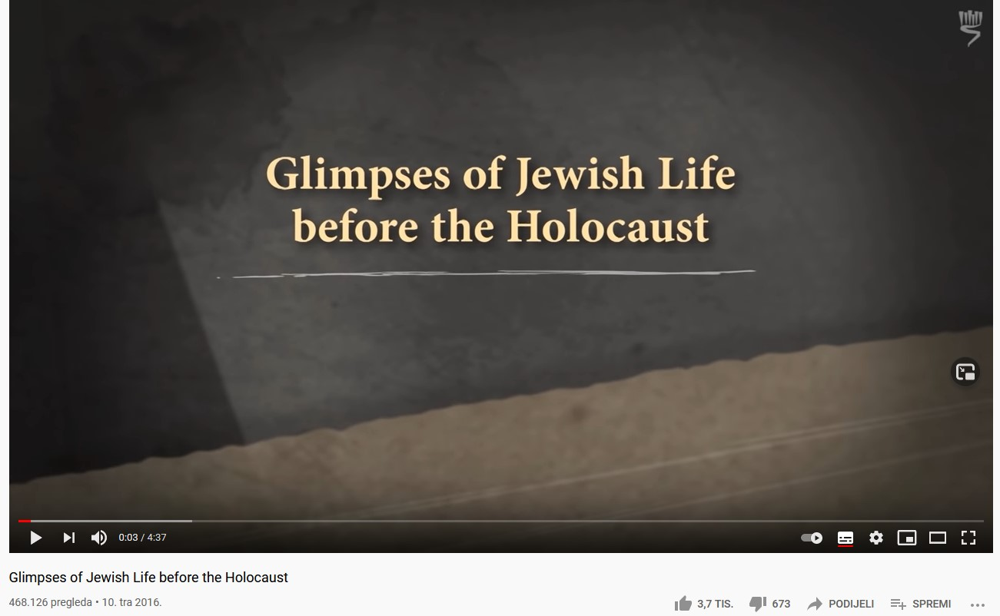 Glimpses of Jewish Life
before the Holocaust
0:03 / 4:37
Glimpses of Jewish Life before the Holocaust
468.126 pregleda • 10. tra 2016.
3,7 TIS. 673 PODIJELI SPREMI